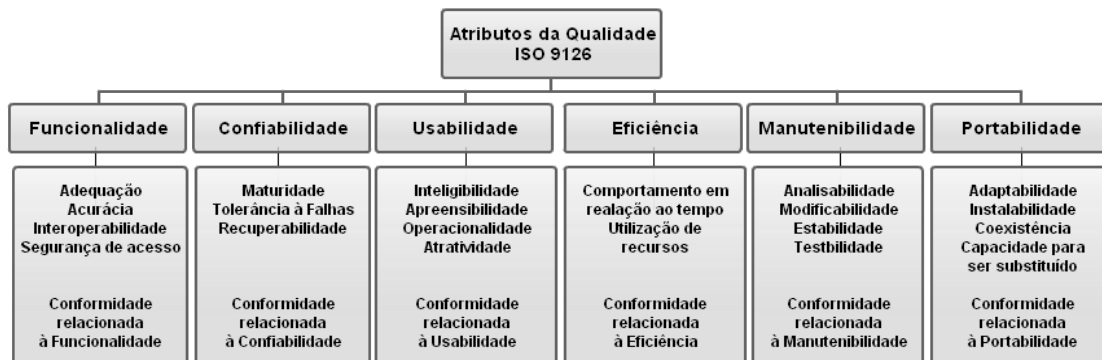 Atributos da Qualidade
ISO 9126
Funcionalidade
Confiabilidade
Usabilidade
Eficiência
Manutenibilidade
Portabilidade
Adequação
Acurácia
Interoperabilidade
Segurança de acesso
Conformidade
relacionada
à Funcionalidade
Maturidade
Tolerância à Falhas
Recuperabilidade
Conformidade
relacionada
à Confiabilidade
Inteligibilidade
Apreensibilidade
Operacionalidade
Atratividade
Conformidade
relacionada
à Usabilidade
Comportamento em
realação ao tempo
Utilização de
recursos
Conformidade
relacionada
à Eficiência
Analisabilidade
Modificabilidade
Estabilidade
Testbilidade
Conformidade
relacionada
à Manutenibilidade
Adaptabilidade
Instalabilidade
Coexistência
Capacidade para
ser substituído
Conformidade
relacionada
à Portabilidade